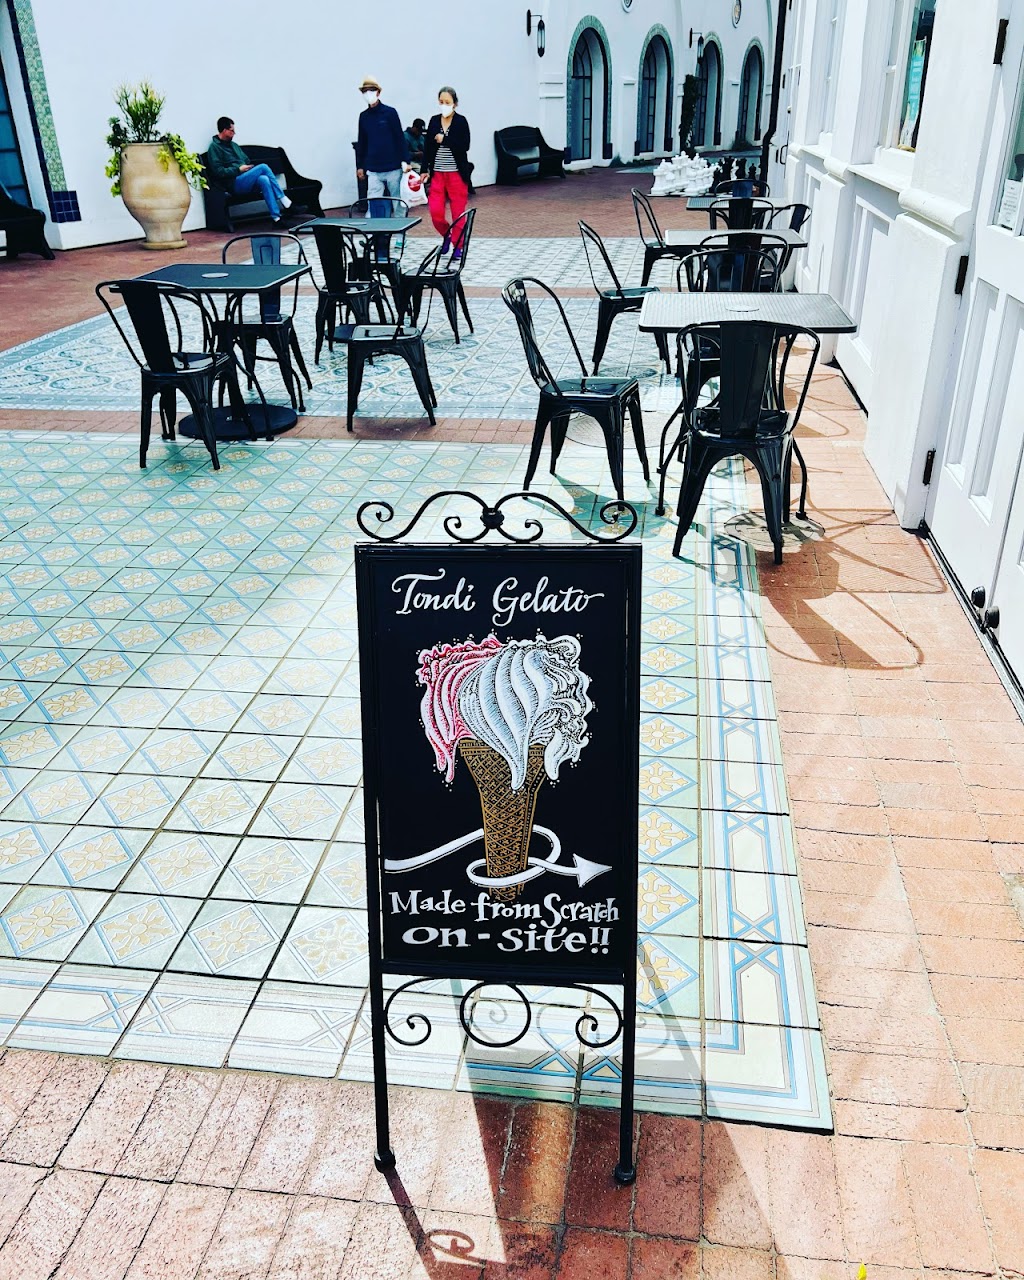 Tondi Gelato
Made from Scratch
on-site!!